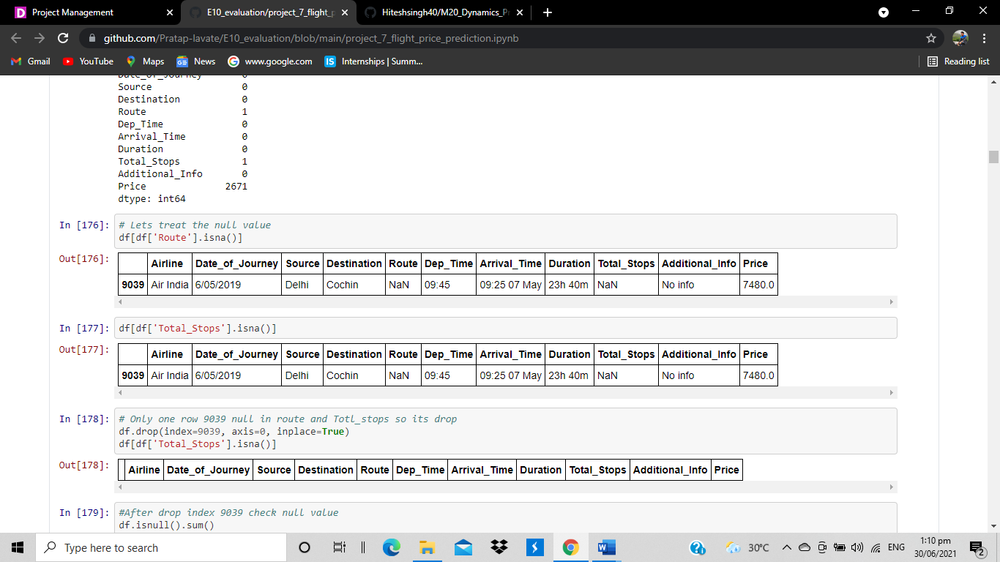 Project Management
E10_evaluation/project_7_flight_p
Hiteshsingh40/M20_Dynamics_Pr
github.com/Pratap-lavate/E10_evaluation/blob/main/project_7_flight_price_prediction.ipynb
Gmail YouTube Maps News www.google.com Internships | Summ... Reading list
Date_of_Journey 0
Source 0
Destination 0
Route 1
Dep_Time 0
Arrival_Time 0
Duration 0
Total_Stops 1
Additional_Info 0
Price 2671
dtype: int64
In [176]: # Lets treat the null value
df[df['Route'].isna()]
Out[176]: Airline Date_of_Journey Source Destination Route Dep_Time Arrival_Time Duration Total_Stops Additional_Info Price
9039 Air India 6/05/2019 Delhi Cochin NaN 09:45 09:25 07 May 23h 40m NaN No info 7480.0
In [177]: df[df['Total_Stops'].isna()]
Out[177]: Airline Date_of_Journey Source Destination Route Dep_Time Arrival_Time Duration Total_Stops Additional_Info Price
9039 Air India 6/05/2019 Delhi Cochin NaN 09:45 09:25 07 May 23h 40m NaN No info 7480.0
In [178]: # Only one row 9039 null in route and Totl_stops so its drop
df.drop(index=9039, axis=0, inplace=True)
df[df['Total_Stops'].isna()]
Out[178]: Airline Date_of_Journey Source Destination Route Dep_Time Arrival_Time Duration Total_Stops Additional_Info Price
In [179]: #After drop index 9039 check null value
df.isnull().sum()
Type here to search
30°C ENG 1:10 pm
30/06/2021
2